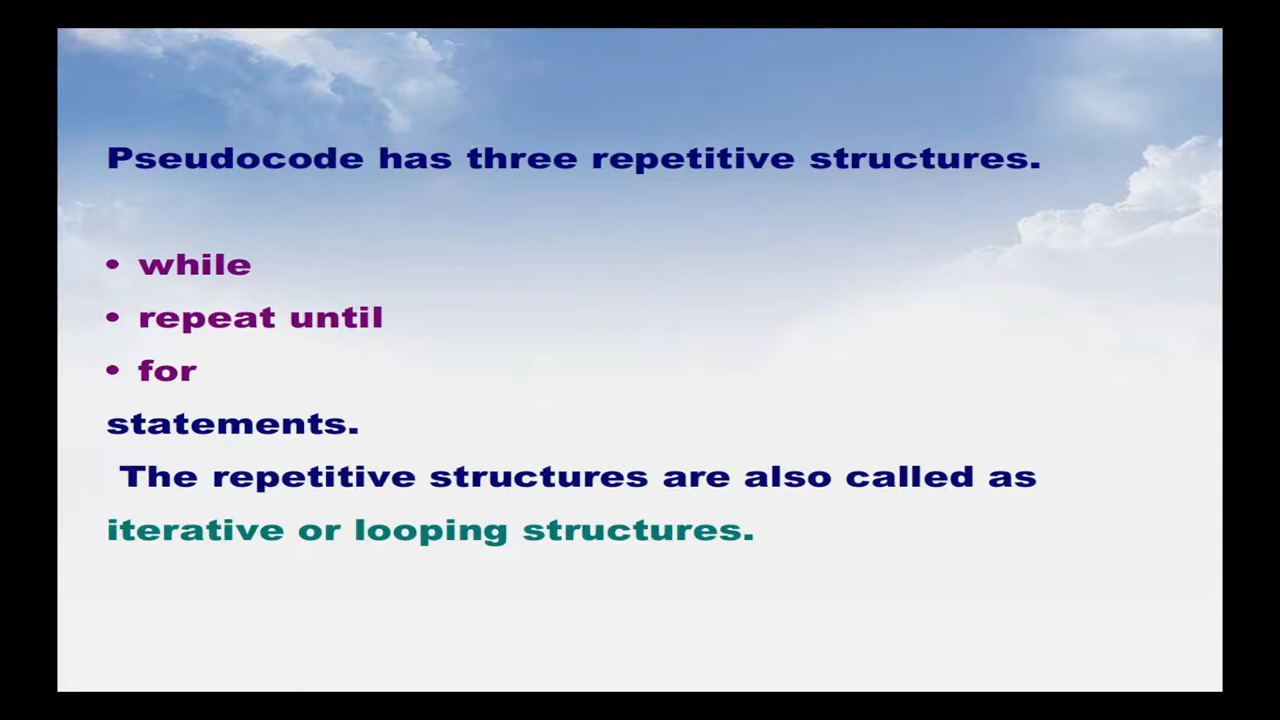 Pseudocode has three repetitive structures.
• while
• repeat until
• for
statements.
The repetitive structures are also called as
iterative or looping structures.